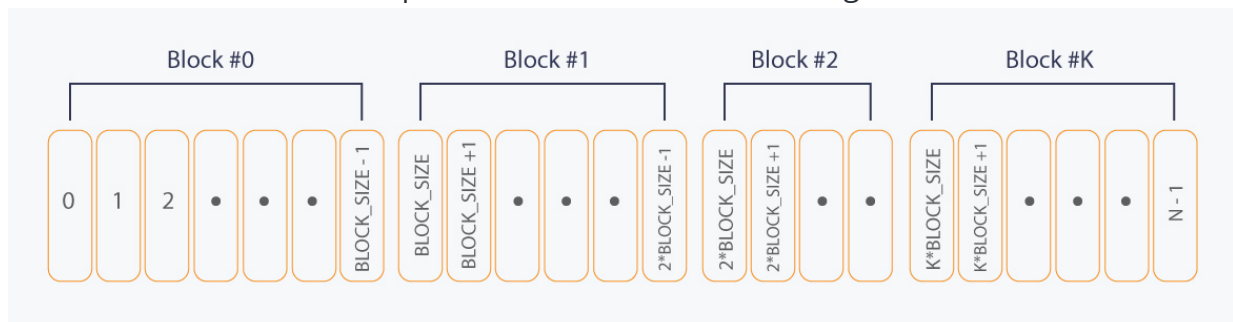 Block #0
Block #1
Block #2
Block #K
0
1
2
BLOCK_SIZE - 1
BLOCK_SIZE
BLOCK_SIZE +1
2*BLOCK_SIZE -1
2*BLOCK_SIZE
2*BLOCK_SIZE +1
K*BLOCK_SIZE
K*BLOCK_SIZE +1
N - 1